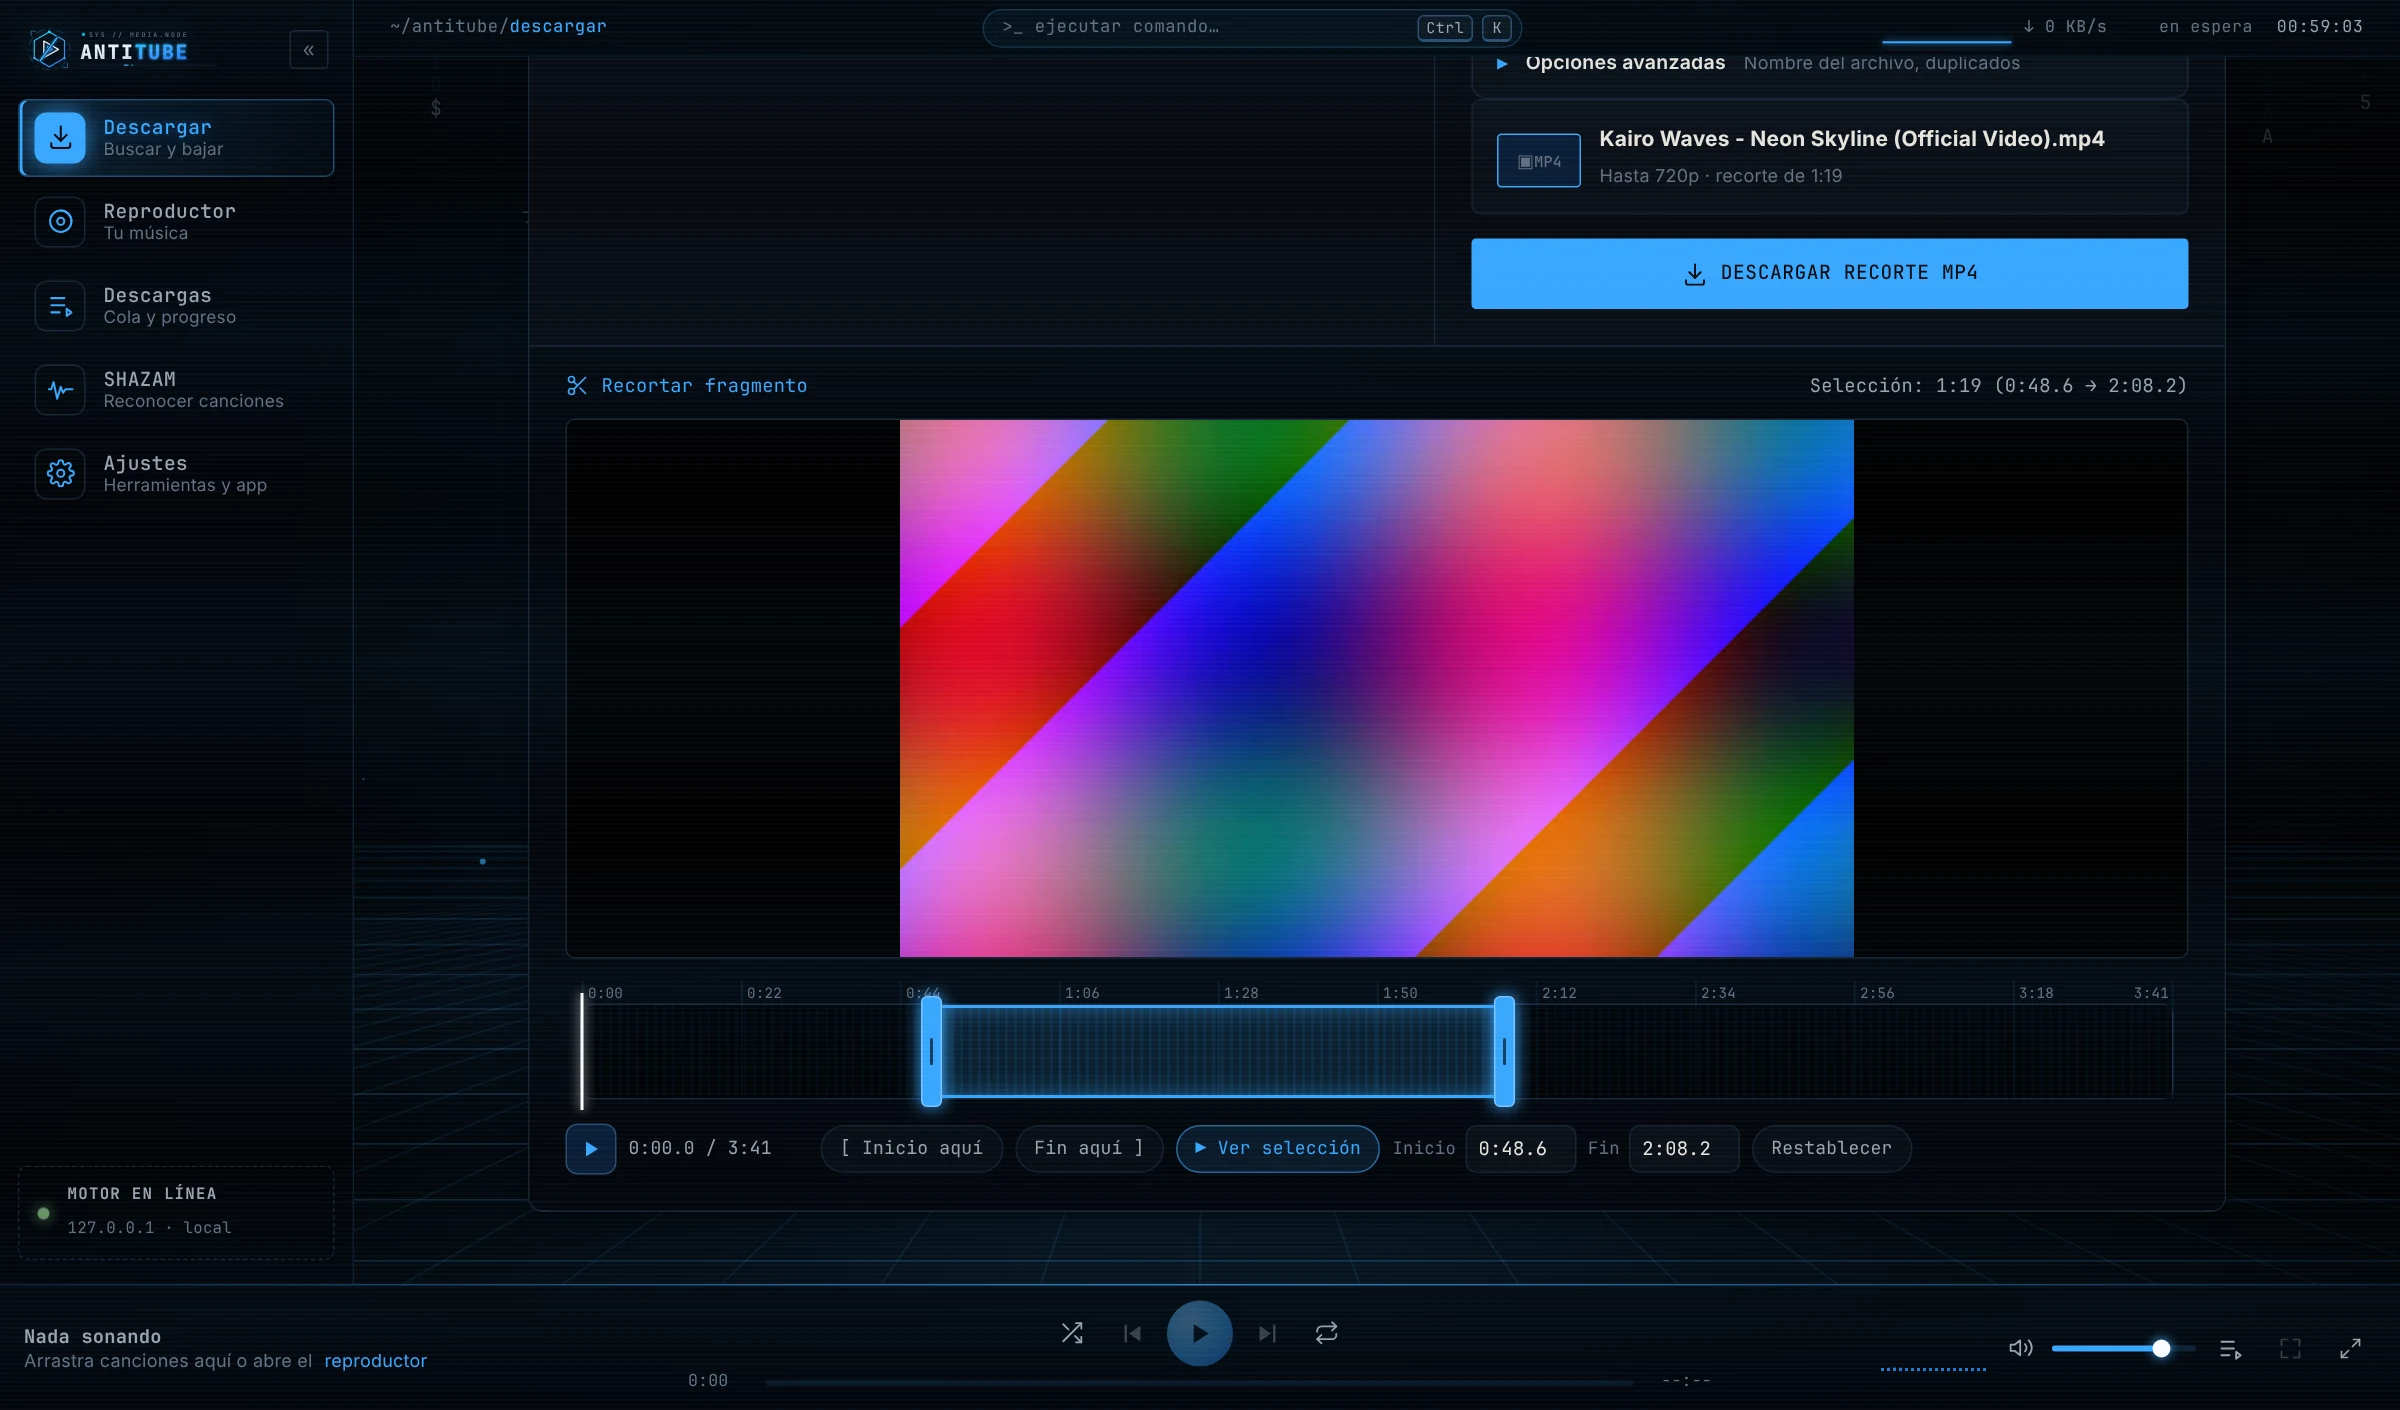 SYS // MEDIA.NODE
ANTITUBE
«
Descargar
Buscar y bajar
Reproductor
Tu música
Descargas
Cola y progreso
SHAZAM
Reconocer canciones
Ajustes
Herramientas y app
MOTOR EN LÍNEA
127.0.0.1 · local
~/antitube/descargar
>_ ejecutar comando…
Ctrl K
↓ 0 KB/s
en espera
00:59:03
$
5
A
Opciones avanzadas Nombre del archivo, duplicados
MP4
Kairo Waves - Neon Skyline (Official Video).mp4
Hasta 720p · recorte de 1:19
DESCARGAR RECORTE MP4
Recortar fragmento
Selección: 1:19 (0:48.6 → 2:08.2)
0:00 0:22 0:44 1:06 1:28 1:50 2:12 2:34 2:56 3:18 3:41
0:00.0 / 3:41
[ Inicio aquí
Fin aquí ]
▶ Ver selección
Inicio 0:48.6
Fin 2:08.2
Restablecer
Nada sonando
Arrastra canciones aquí o abre el reproductor
0:00
--:--